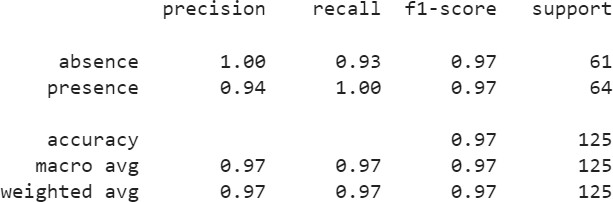 precision recall f1-score support
absence 1.00 0.93 0.97 61
presence 0.94 1.00 0.97 64
accuracy 0.97 125
macro avg 0.97 0.97 0.97 125
weighted avg 0.97 0.97 0.97 125